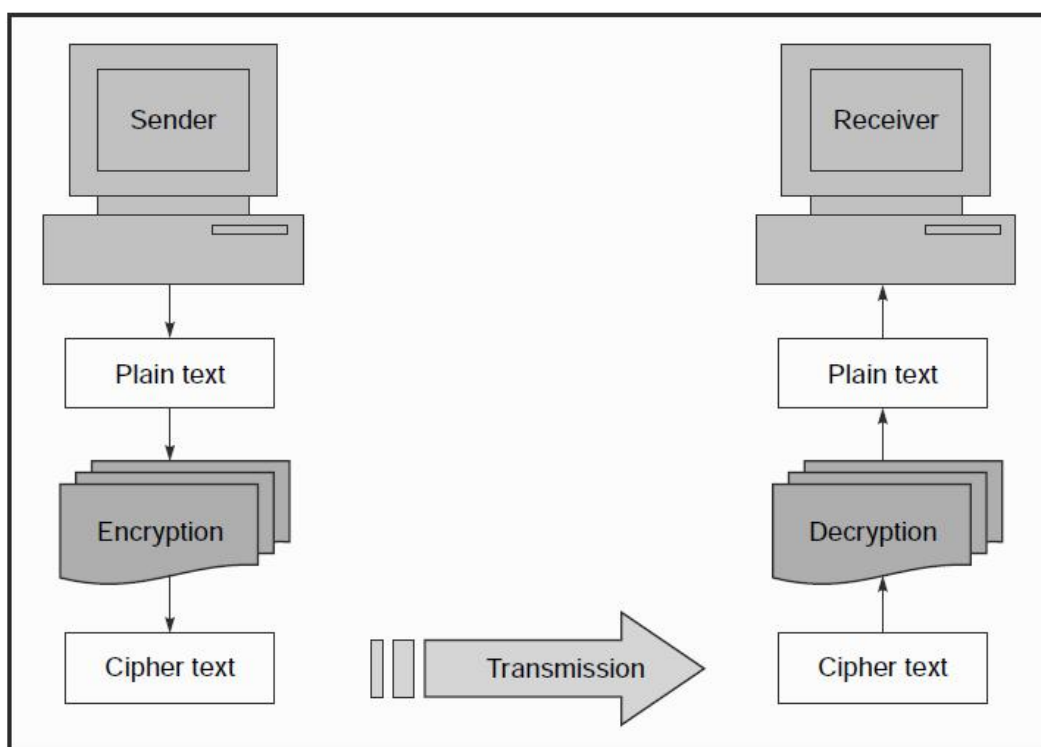 Sender
Receiver
Plain text
Plain text
Encryption
Decryption
Cipher text
Transmission
Cipher text